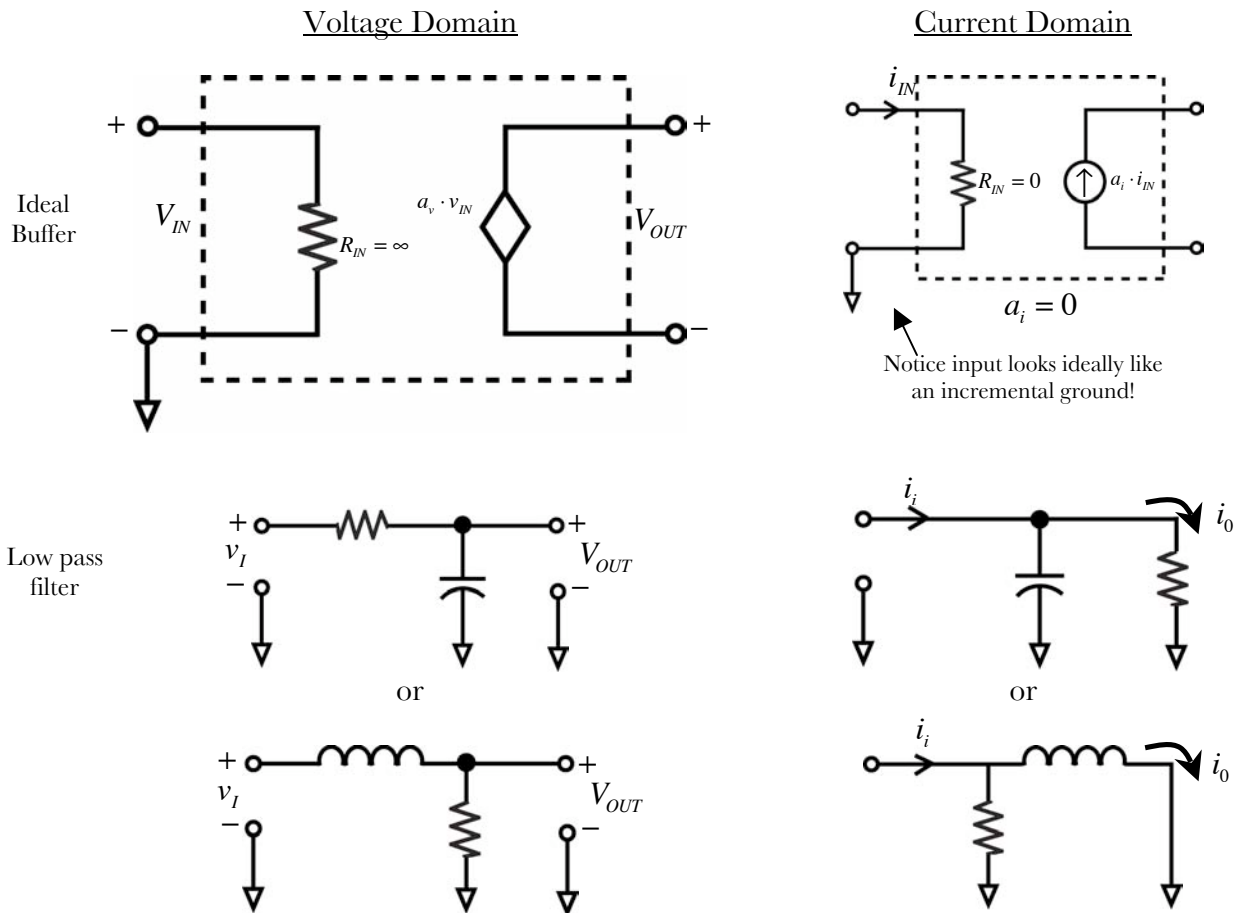 Voltage Domain
Current Domain
Ideal
Buffer
+
V_IN
−
R_IN = ∞
a_v · v_IN
+
V_OUT
−
i_IN
R_IN = 0
a_i · i_IN
a_i = 0
Notice input looks ideally like
an incremental ground!
Low pass
filter
+
v_I
−
+
V_OUT
−
i_i
i_0
or
or
+
v_I
−
+
V_OUT
−
i_i
i_0